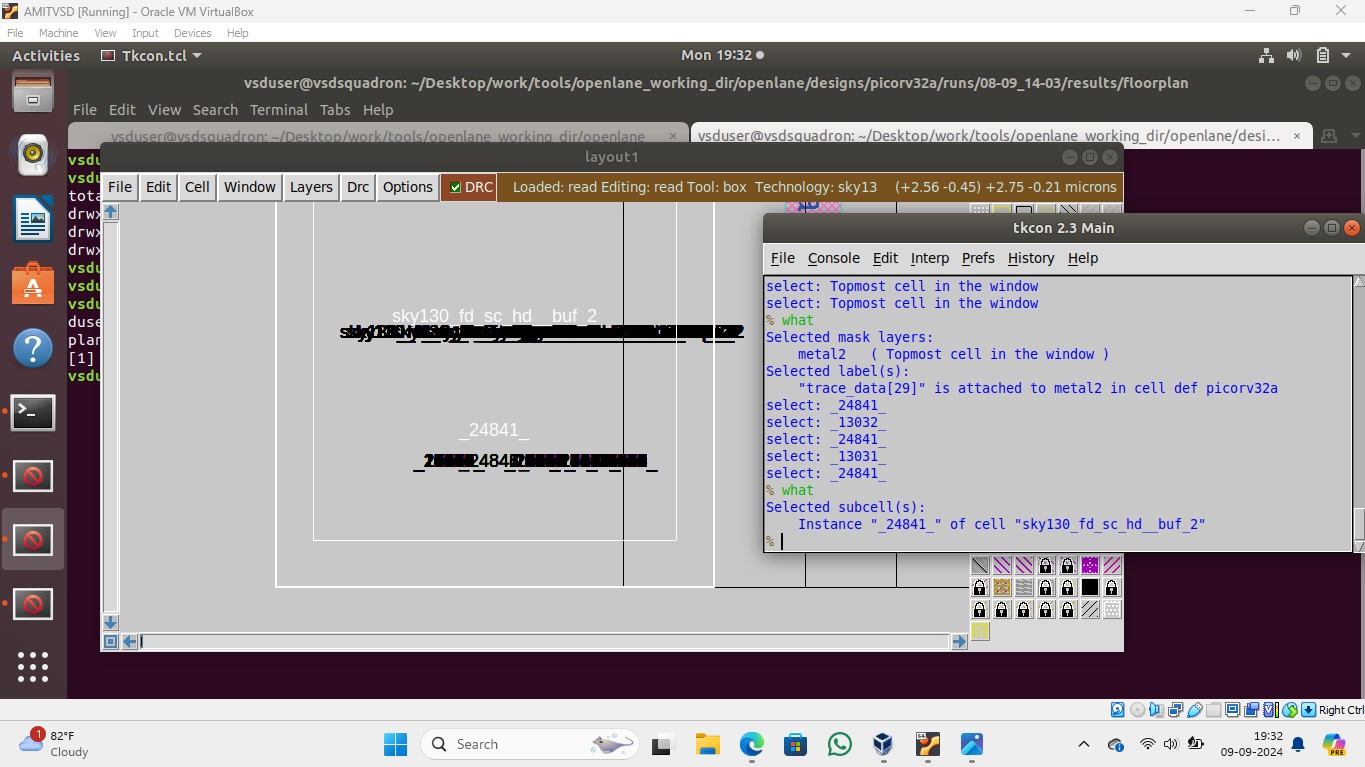 AMITVSD [Running] - Oracle VM VirtualBox
File Machine View Input Devices Help
Activities Tkcon.tcl Mon 19:32
vsduser@vsdsquadron: ~/Desktop/work/tools/openlane_working_dir/openlane/designs/picorv32a/runs/08-09_14-03/results/floorplan
File Edit View Search Terminal Tabs Help
vsduser@vsdsquadron: ~/Desktop/work/tools/openlane_working_dir/openlane × vsduser@vsdsquadron: ~/Desktop/work/tools/openlane_working_dir/openlane/desi... ×
vsdu
vsdu
tota
drwx
drwx
drwx
vsdu
vsdu
vsdu
duse
plan
[1]
vsdu
layout1
File Edit Cell Window Layers Drc Options DRC Loaded: read Editing: read Tool: box Technology: sky13 (+2.56 -0.45) +2.75 -0.21 microns
sky130_fd_sc_hd__buf_2
_24841_
tkcon 2.3 Main
File Console Edit Interp Prefs History Help
select: Topmost cell in the window
select: Topmost cell in the window
% what
Selected mask layers:
metal2 ( Topmost cell in the window )
Selected label(s):
"trace_data[29]" is attached to metal2 in cell def picorv32a
select: _24841_
select: _13032_
select: _24841_
select: _13031_
select: _24841_
% what
Selected subcell(s):
Instance "_24841_" of cell "sky130_fd_sc_hd__buf_2"
%
Right Ctrl
1
82°F
Cloudy
Search
64
PRE
19:32
09-09-2024